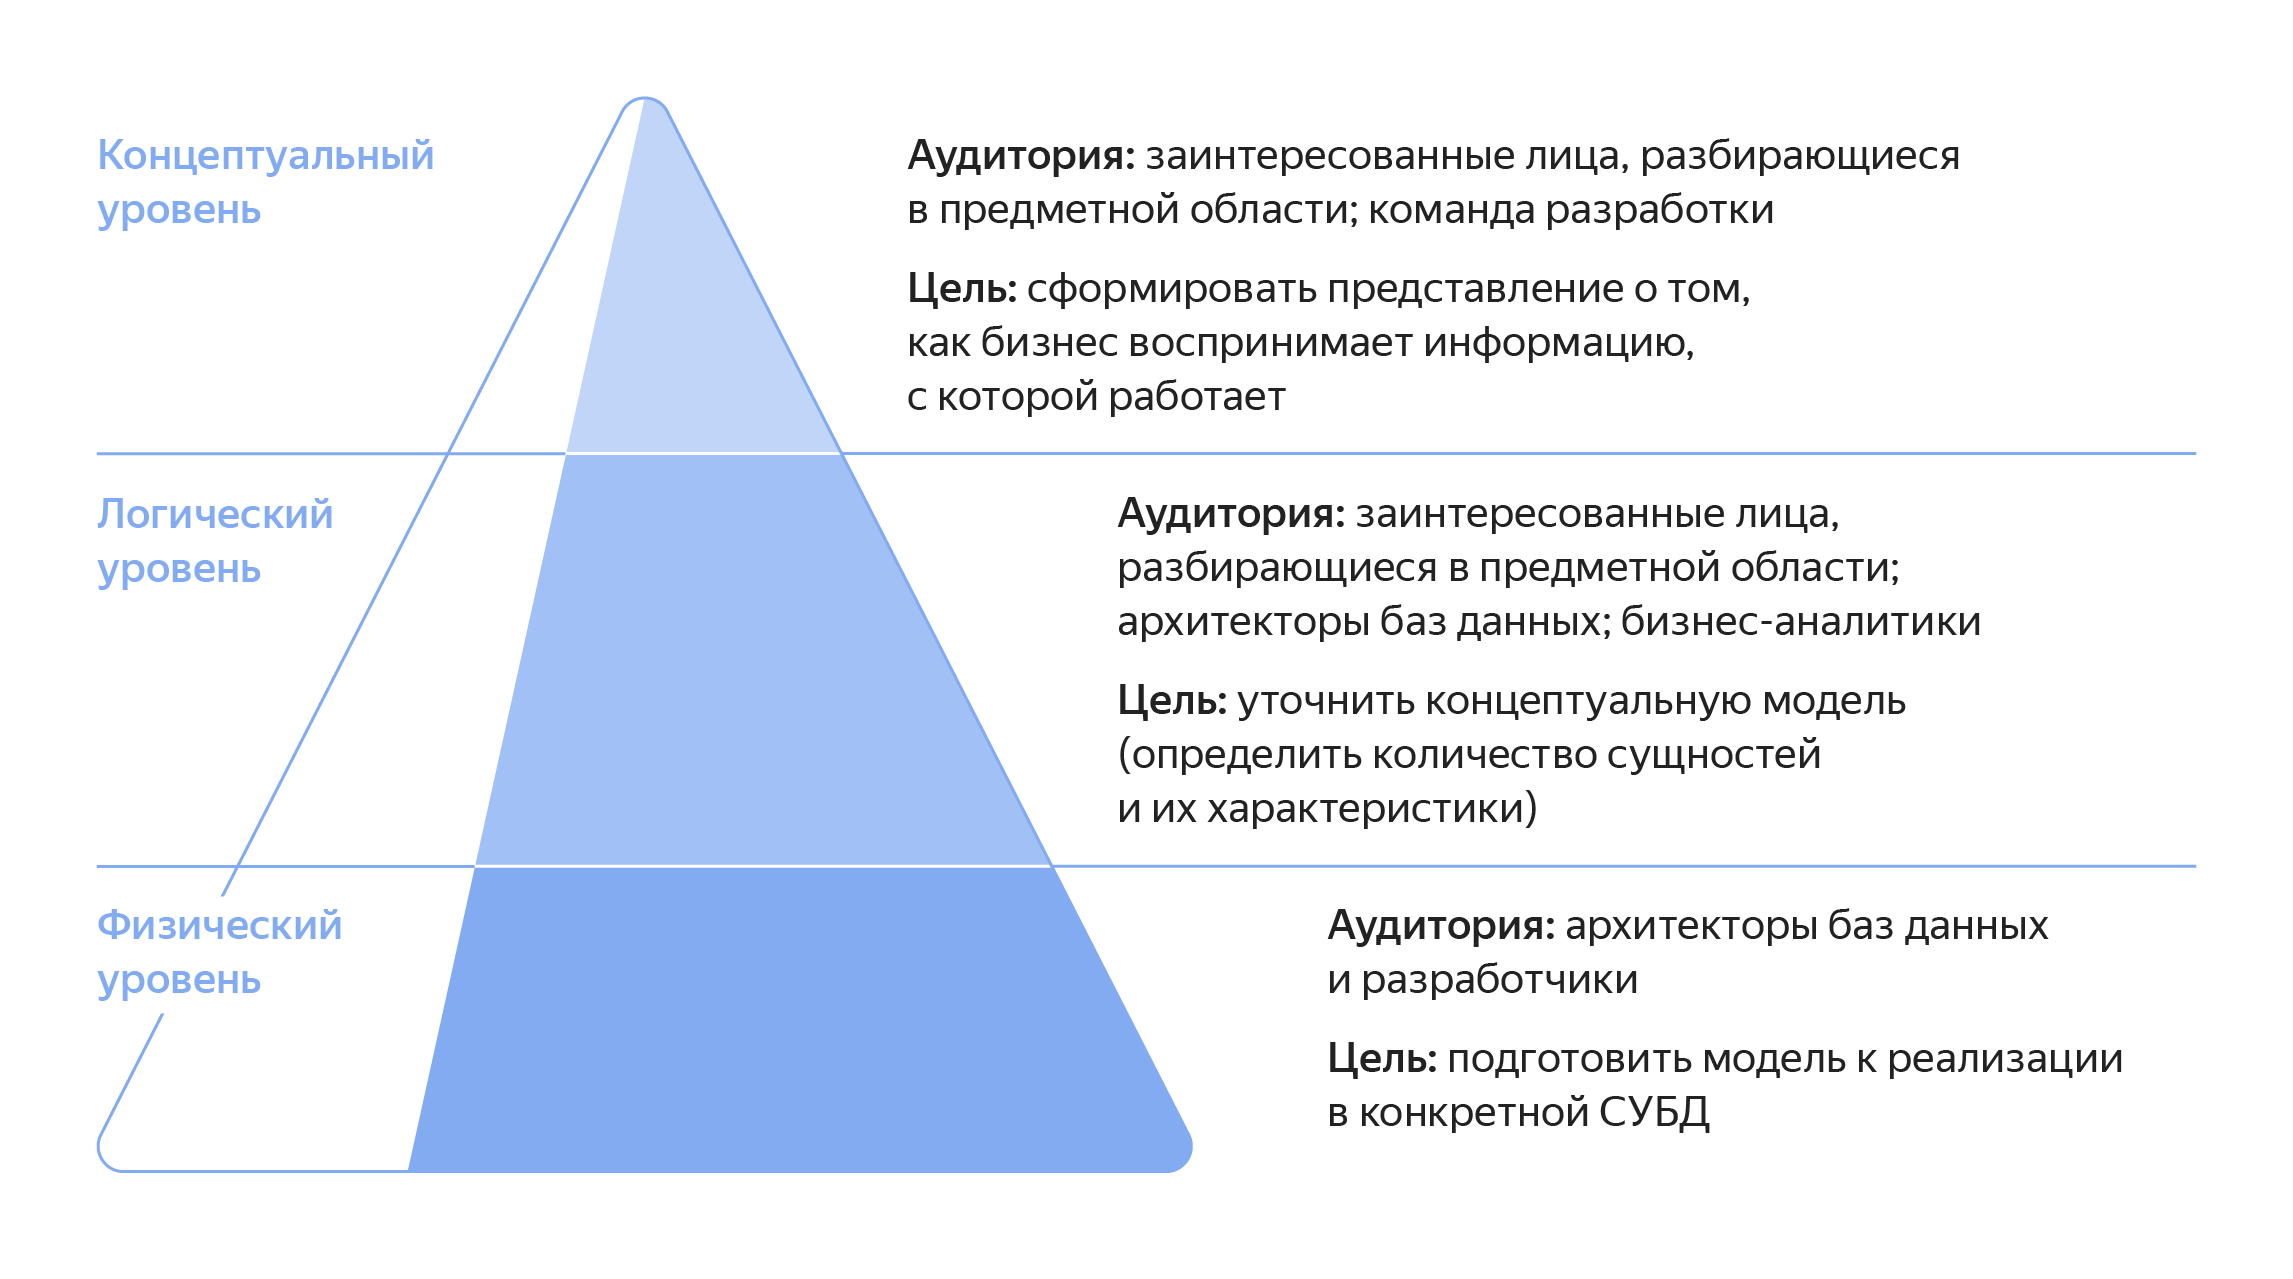 Концептуальный
уровень
Аудитория: заинтересованные лица, разбирающиеся
в предметной области; команда разработки
Цель: сформировать представление о том,
как бизнес воспринимает информацию,
с которой работает
Логический
уровень
Аудитория: заинтересованные лица,
разбирающиеся в предметной области;
архитекторы баз данных; бизнес-аналитики
Цель: уточнить концептуальную модель
(определить количество сущностей
и их характеристики)
Физический
уровень
Аудитория: архитекторы баз данных
и разработчики
Цель: подготовить модель к реализации
в конкретной СУБД